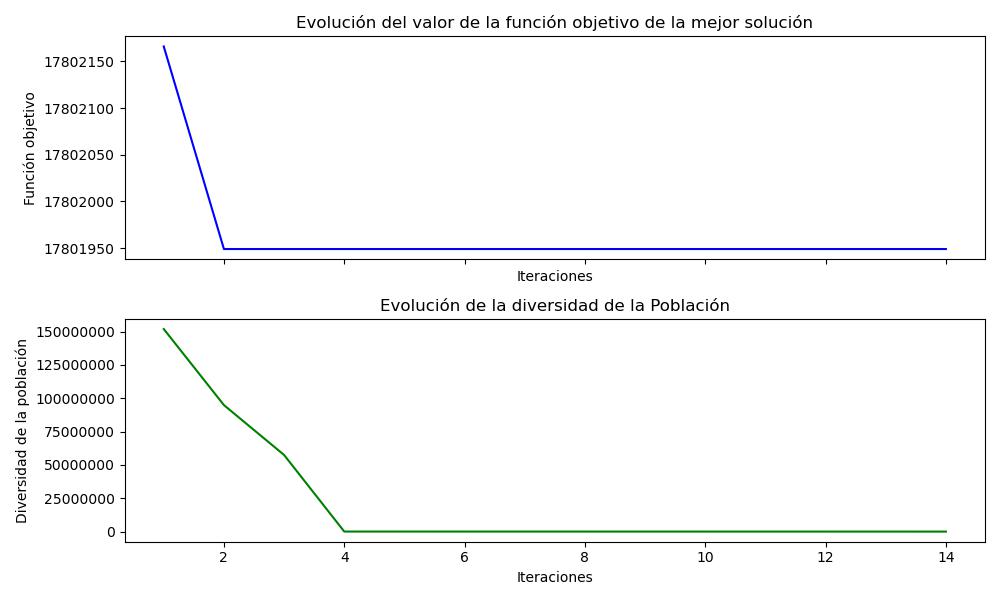 Evolución del valor de la función objetivo de la mejor solución
Función objetivo
17802150
17802100
17802050
17802000
17801950
Iteraciones
Evolución de la diversidad de la Población
Diversidad de la población
150000000
125000000
100000000
75000000
50000000
25000000
0
2 4 6 8 10 12 14
Iteraciones